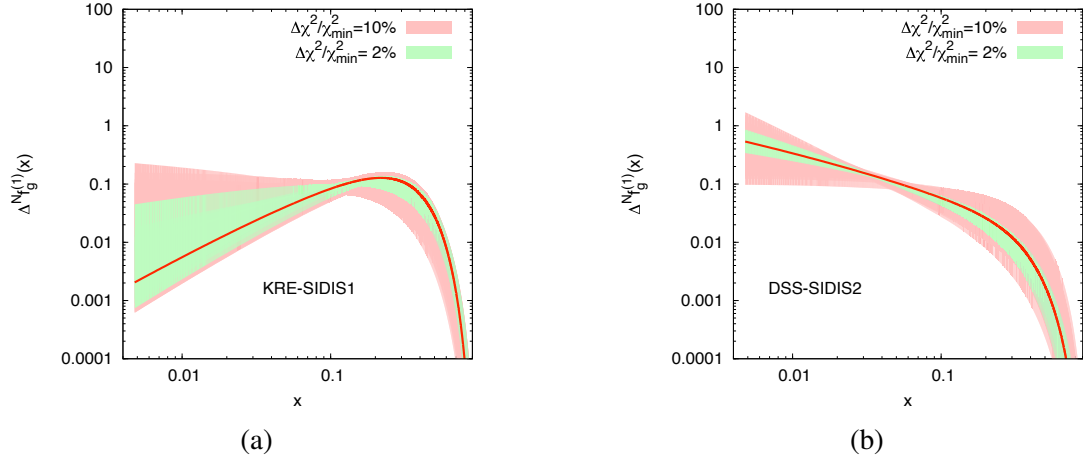 Δχ²/χ²min=10%
Δχ²/χ²min= 2%
100
10
1
0.1
0.01
0.001
0.0001
Δᴺfg⁽¹⁾(x)
KRE-SIDIS1
0.01
0.1
x
(a)
Δχ²/χ²min=10%
Δχ²/χ²min= 2%
100
10
1
0.1
0.01
0.001
0.0001
Δᴺfg⁽¹⁾(x)
DSS-SIDIS2
0.01
0.1
x
(b)